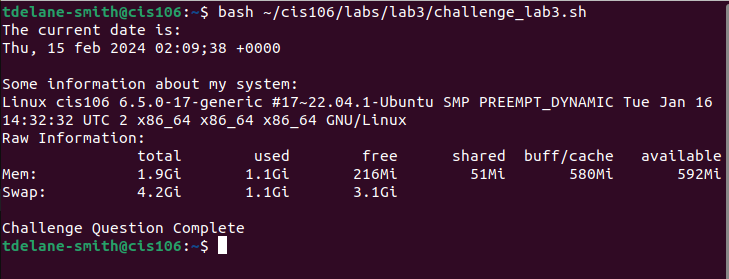 tdelane-smith@cis106:~$ bash ~/cis106/labs/lab3/challenge_lab3.sh
The current date is:
Thu, 15 feb 2024 02:09;38 +0000
Some information about my system:
Linux cis106 6.5.0-17-generic #17~22.04.1-Ubuntu SMP PREEMPT_DYNAMIC Tue Jan 16
14:32:32 UTC 2 x86_64 x86_64 x86_64 GNU/Linux
Raw Information:
total used free shared buff/cache available
Mem: 1.9Gi 1.1Gi 216Mi 51Mi 580Mi 592Mi
Swap: 4.2Gi 1.1Gi 3.1Gi
Challenge Question Complete
tdelane-smith@cis106:~$